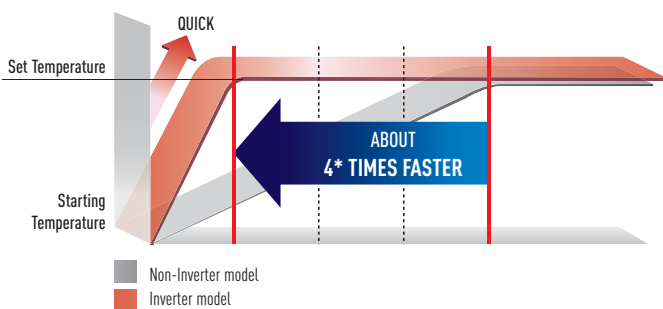 QUICK
Set Temperature
ABOUT
4* TIMES FASTER
Starting
Temperature
Non-Inverter model
Inverter model